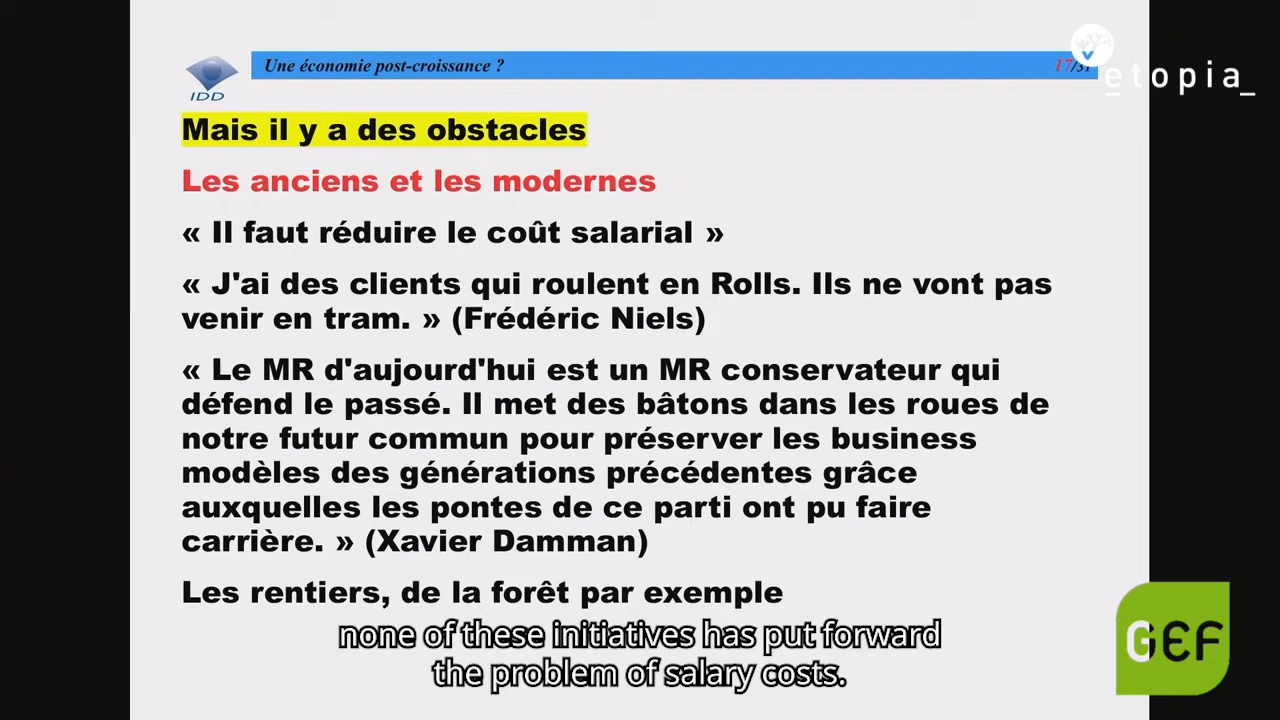 Une économie post-croissance ?
17/31
etopia_
IDD
Mais il y a des obstacles
Les anciens et les modernes
« Il faut réduire le coût salarial »
« J'ai des clients qui roulent en Rolls. Ils ne vont pas
venir en tram. » (Frédéric Niels)
« Le MR d'aujourd'hui est un MR conservateur qui
défend le passé. Il met des bâtons dans les roues de
notre futur commun pour préserver les business
modèles des générations précédentes grâce
auxquelles les pontes de ce parti ont pu faire
carrière. » (Xavier Damman)
Les rentiers, de la forêt par exemple
none of these initiatives has put forward
the problem of salary costs.
GEF